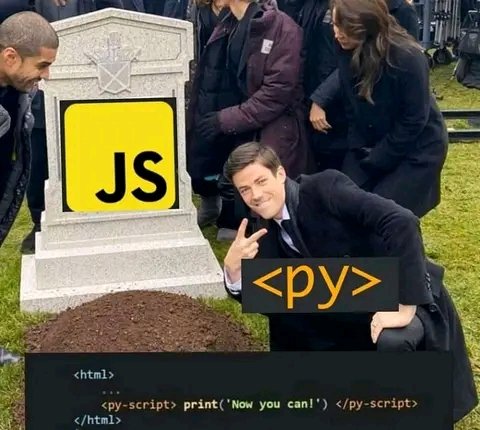 JS
<py>
<html>
...
<py-script> print('Now you can!') </py-script>
</html>